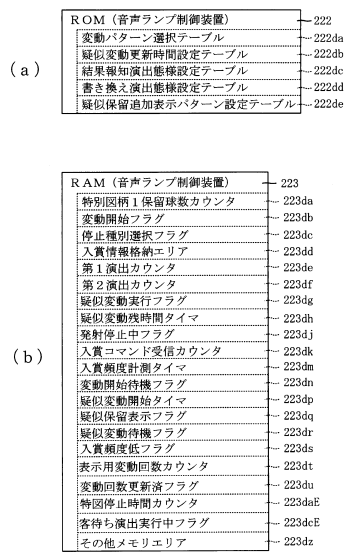 (a)
ROM(音声ランプ制御装置) 222
変動パターン選択テーブル 222da
疑似変動更新時間設定テーブル 222db
結果報知演出態様設定テーブル 222dc
書き換え演出態様設定テーブル 222dd
疑似保留追加表示パターン設定テーブル 222de
(b)
RAM(音声ランプ制御装置) 223
特別図柄1保留球数カウンタ 223da
変動開始フラグ 223db
停止種別選択フラグ 223dc
入賞情報格納エリア 223dd
第1演出カウンタ 223de
第2演出カウンタ 223df
疑似変動実行フラグ 223dg
疑似変動残時間タイマ 223dh
発射停止中フラグ 223dj
入賞コマンド受信カウンタ 223dk
入賞頻度計測タイマ 223dm
変動開始待機フラグ 223dn
疑似変動開始タイマ 223dp
疑似保留表示フラグ 223dq
疑似変動待機フラグ 223dr
入賞頻度低フラグ 223ds
表示用変動回数カウンタ 223dt
変動回数更新済フラグ 223du
特図停止時間カウンタ 223daE
客待ち演出実行中フラグ 223dcE
その他メモリエリア 223dz